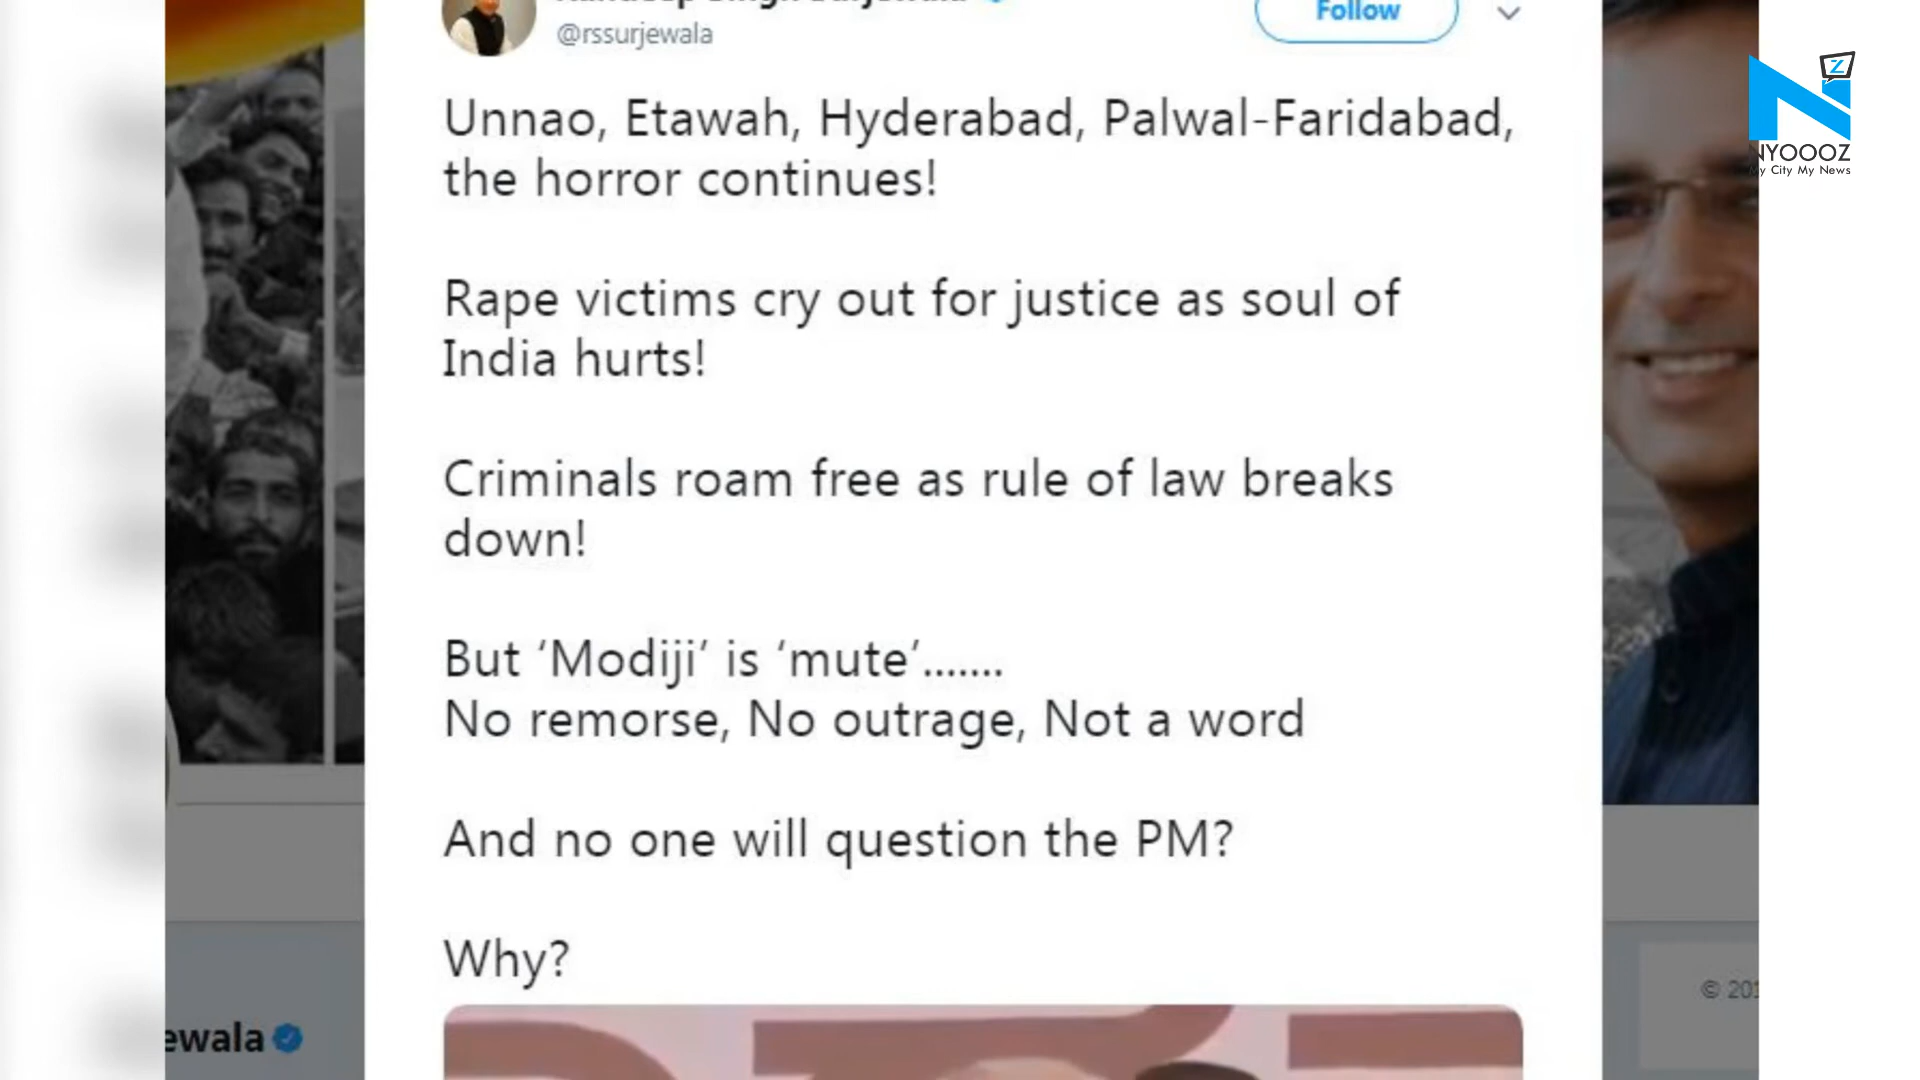 @rssurjewala
Follow
Unnao, Etawah, Hyderabad, Palwal-Faridabad,
the horror continues!
Rape victims cry out for justice as soul of
India hurts!
Criminals roam free as rule of law breaks
down!
But ‘Modiji’ is ‘mute’.......
No remorse, No outrage, Not a word
And no one will question the PM?
Why?
ewala
© 201
Z
NYOOOZ
My City My News